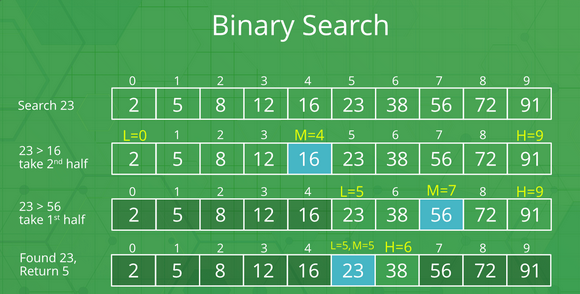 Binary Search
0 1 2 3 4 5 6 7 8 9
Search 23 2 5 8 12 16 23 38 56 72 91
L=0 1 2 3 M=4 5 6 7 8 H=9
23 > 16
take 2nd half
2 5 8 12 16 23 38 56 72 91
0 1 2 3 4 L=5 6 M=7 8 H=9
23 > 56
take 1st half
2 5 8 12 16 23 38 56 72 91
0 1 2 3 4 L=5, M=5 H=6 7 8 9
Found 23,
Return 5
2 5 8 12 16 23 38 56 72 91